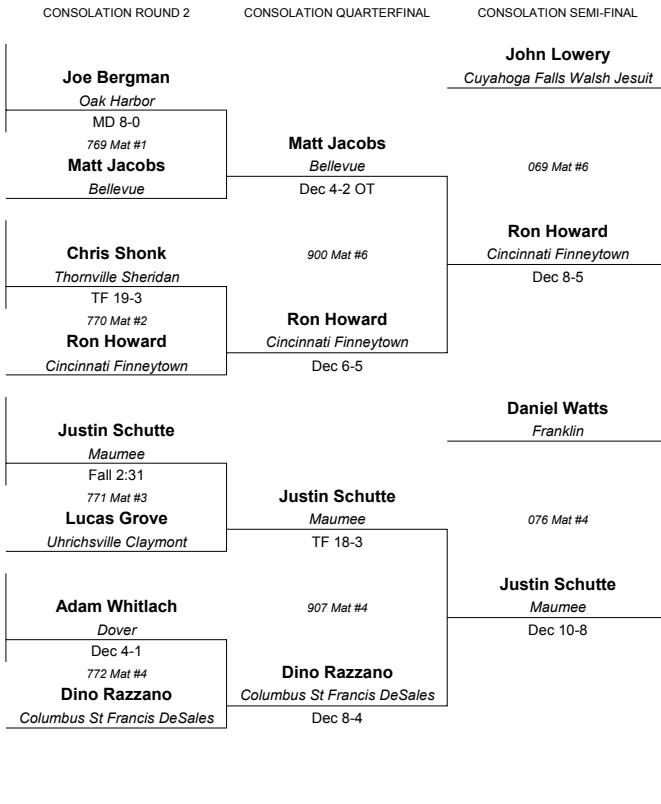 CONSOLATION ROUND 2 CONSOLATION QUARTERFINAL CONSOLATION SEMI-FINAL
Joe Bergman
Oak Harbor
MD 8-0
769 Mat #1
Matt Jacobs
Bellevue
Chris Shonk
Thornville Sheridan
TF 19-3
770 Mat #2
Ron Howard
Cincinnati Finneytown
Justin Schutte
Maumee
Fall 2:31
771 Mat #3
Lucas Grove
Uhrichsville Claymont
Adam Whitlach
Dover
Dec 4-1
772 Mat #4
Dino Razzano
Columbus St Francis DeSales
Matt Jacobs
Bellevue
Dec 4-2 OT
900 Mat #6
Ron Howard
Cincinnati Finneytown
Dec 6-5
Justin Schutte
Maumee
TF 18-3
907 Mat #4
Dino Razzano
Columbus St Francis DeSales
Dec 8-4
John Lowery
Cuyahoga Falls Walsh Jesuit
069 Mat #6
Ron Howard
Cincinnati Finneytown
Dec 8-5
Daniel Watts
Franklin
076 Mat #4
Justin Schutte
Maumee
Dec 10-8